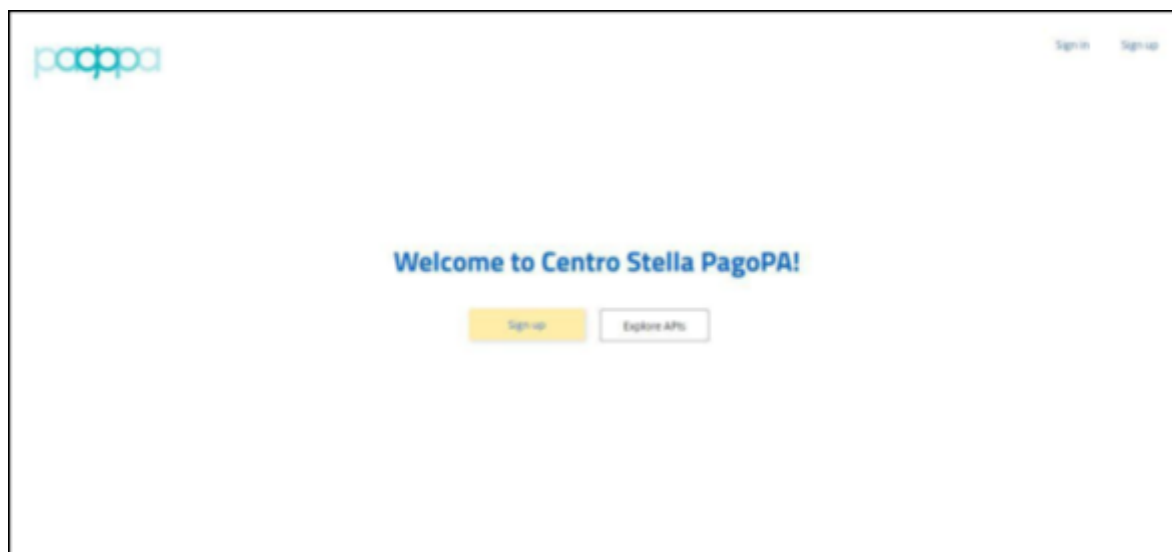 pagopa
Sign in
Sign up
Welcome to Centro Stella PagoPA!
Sign up
Explore APIs